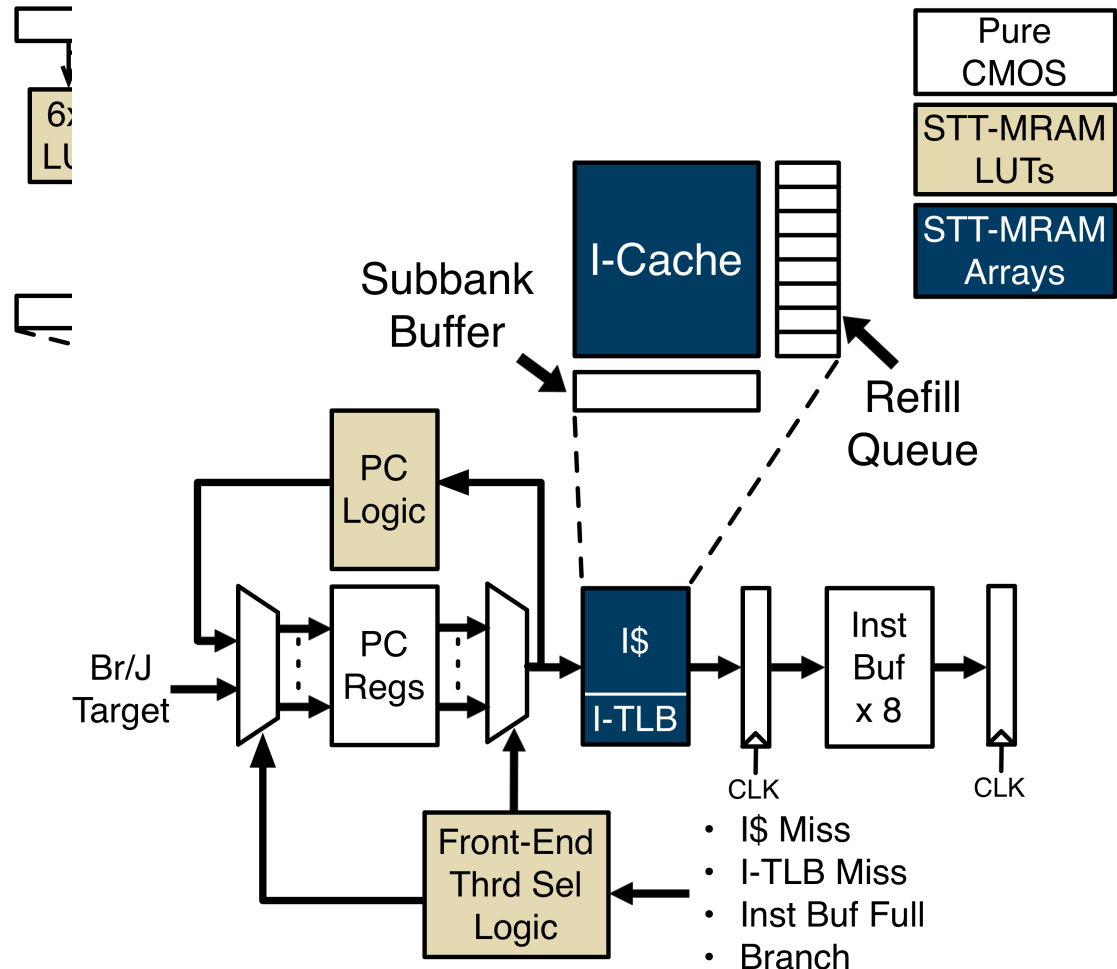 Pure
CMOS
STT-MRAM
LUTs
STT-MRAM
Arrays
I-Cache
Subbank
Buffer
Refill
Queue
PC
Logic
Br/J
Target
PC
Regs
I$
I-TLB
Inst
Buf
x 8
CLK
CLK
Front-End
Thrd Sel
Logic
• I$ Miss
• I-TLB Miss
• Inst Buf Full
• Branch